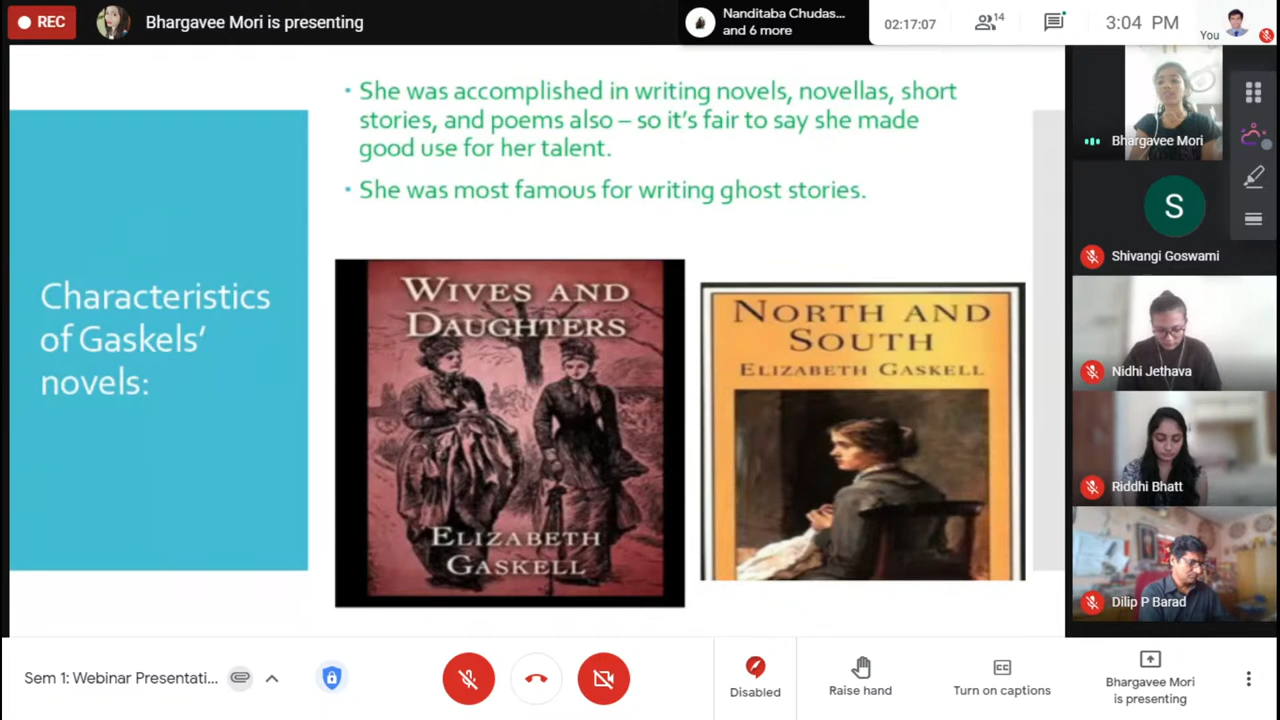 REC
Bhargavee Mori is presenting
Nanditaba Chudas...
and 6 more
02:17:07
14
3:04 PM
You
• She was accomplished in writing novels, novellas, short
stories, and poems also – so it's fair to say she made
good use for her talent.
• She was most famous for writing ghost stories.
Characteristics
of Gaskels'
novels:
WIVES AND
DAUGHTERS
ELIZABETH
GASKELL
NORTH AND
SOUTH
ELIZABETH GASKELL
Bhargavee Mori
S
Shivangi Goswami
Nidhi Jethava
Riddhi Bhatt
Dilip P Barad
Sem 1: Webinar Presentati...
Disabled
Raise hand
CC
Turn on captions
Bhargavee Mori
is presenting